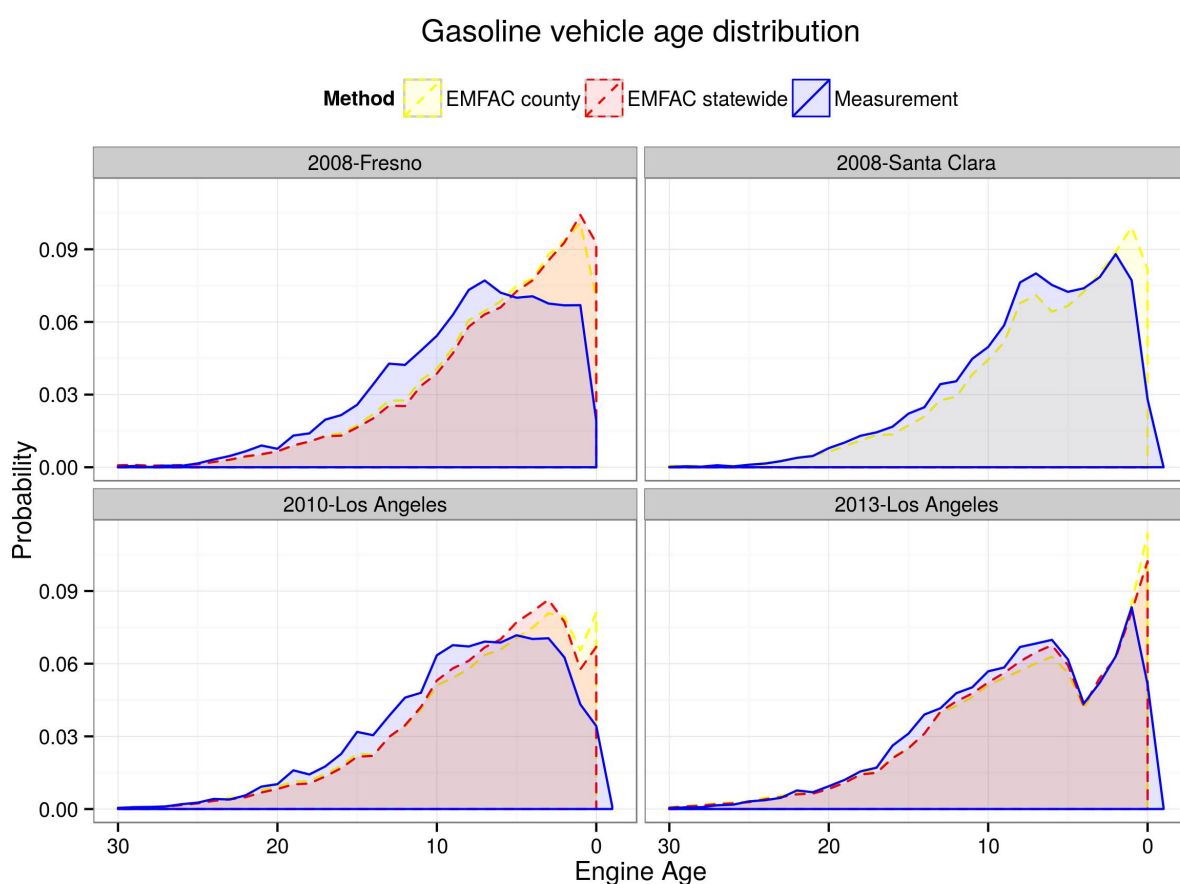 Gasoline vehicle age distribution
Method EMFAC county EMFAC statewide Measurement
2008-Fresno 2008-Santa Clara
0.09
0.06
0.03
0.00
2010-Los Angeles 2013-Los Angeles
0.09
0.06
0.03
0.00
Probability
30 20 10 0 30 20 10 0
Engine Age